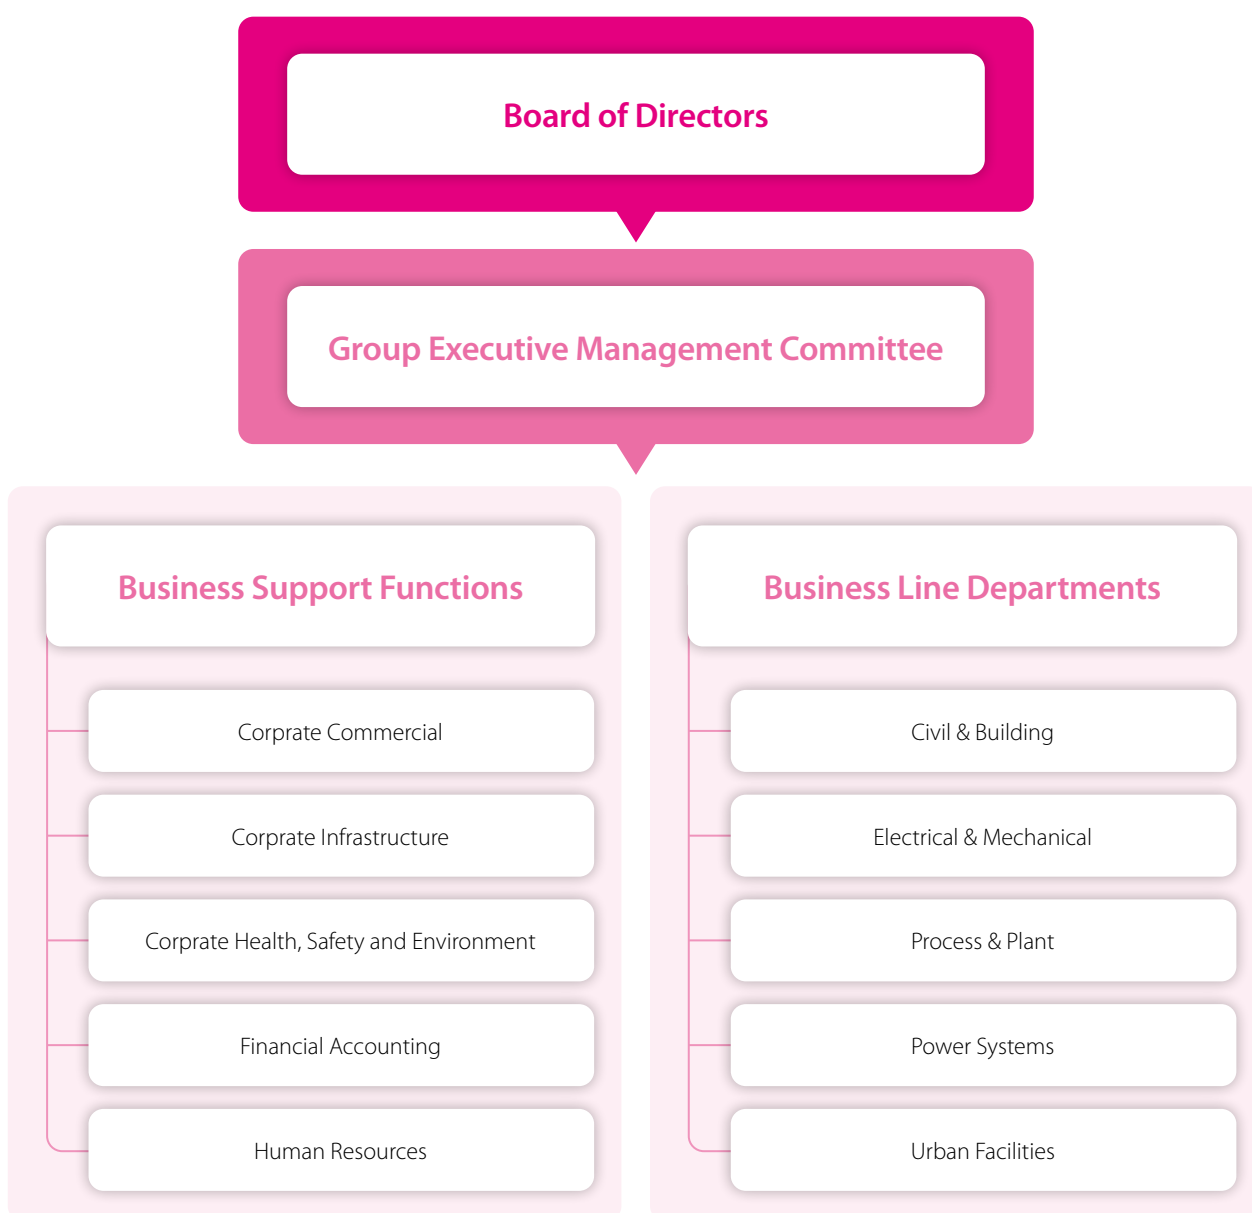 Board of Directors
Group Executive Management Committee
Business Support Functions
Corprate Commercial
Corprate Infrastructure
Corprate Health, Safety and Environment
Financial Accounting
Human Resources
Business Line Departments
Civil & Building
Electrical & Mechanical
Process & Plant
Power Systems
Urban Facilities